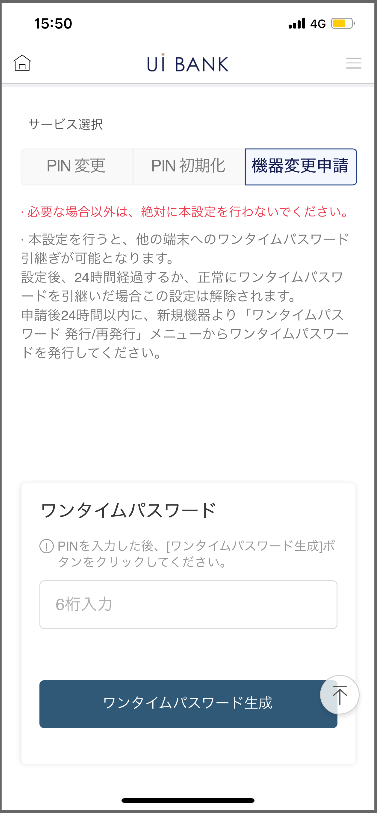 15:50
4G
UI BANK
サービス選択
PIN 変更
PIN 初期化
機器変更申請
· 必要な場合以外は、絶対に本設定を行わないでください。
· 本設定を行うと、他の端末へのワンタイムパスワード
引継ぎが可能となります。
設定後、24時間経過するか、正常にワンタイムパスワ
ードを引継いだ場合この設定は解除されます。
申請後24時間以内に、新規機器より「ワンタイムパス
ワード 発行/再発行」メニューからワンタイムパスワー
ドを発行してください。
ワンタイムパスワード
PINを入力した後、[ワンタイムパスワード生成]ボ
タンをクリックしてください。
6桁入力
ワンタイムパスワード生成